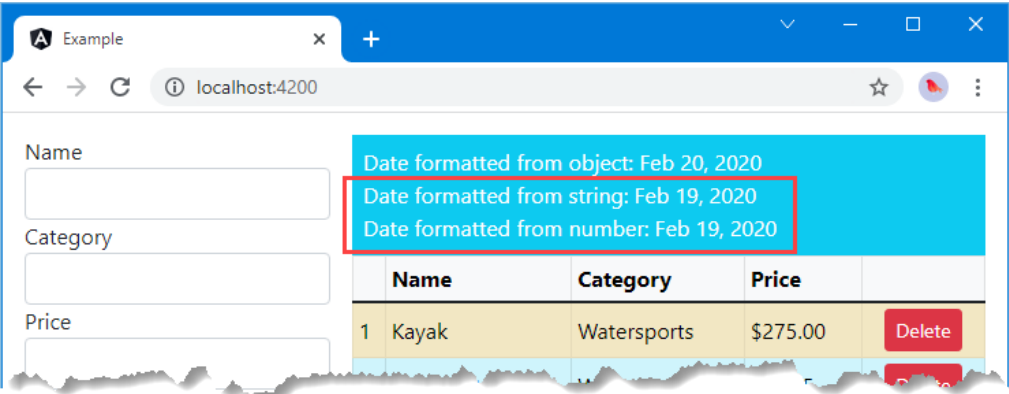 Example
localhost:4200
Name
Category
Price
Date formatted from object: Feb 20, 2020
Date formatted from string: Feb 19, 2020
Date formatted from number: Feb 19, 2020
Name Category Price
1 Kayak Watersports $275.00 Delete